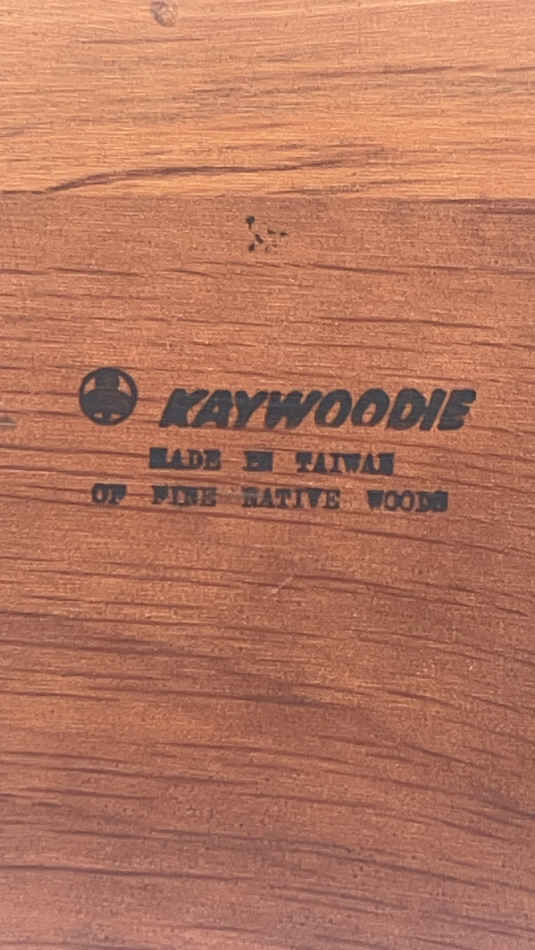 KAYWOODIE
MADE IN TAIWAN
OF FINE NATIVE WOODS